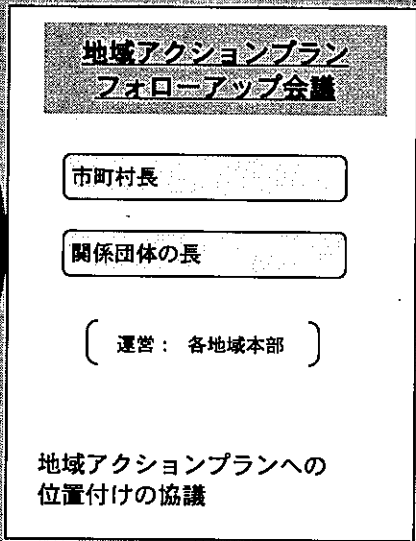 地域アクションプラン
フォローアップ会議
市町村長
関係団体の長
運営： 各地域本部
地域アクションプランへの
位置付けの協議